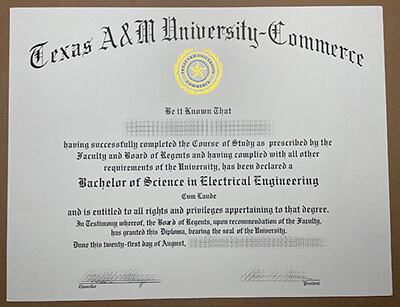 Texas A&M University-Commerce
Be it Known That
having successfully completed the Course of Study as prescribed by the
Faculty and Board of Regents and having complied with all other
requirements of the University, has been declared a
Bachelor of Science in Electrical Engineering
Cum Laude
and is entitled to all rights and privileges appertaining to that degree.
In Testimony whereof, the Board of Regents, upon recommendation of the Faculty,
has granted this Diploma, bearing the seal of the University.
Done this twenty-first day of August,
Chancellor
President